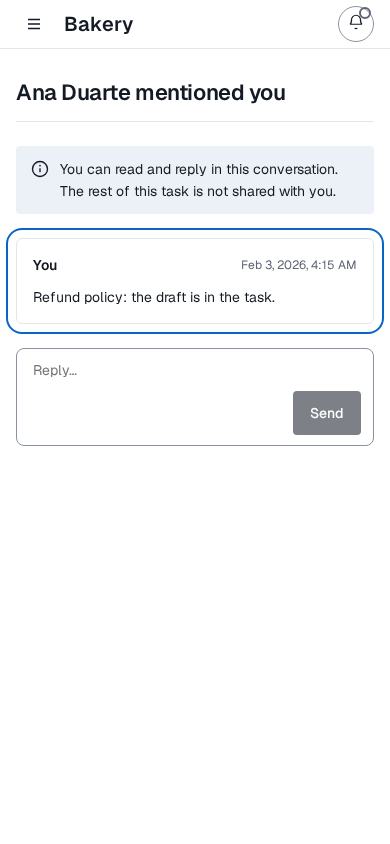 Bakery
Ana Duarte mentioned you
You can read and reply in this conversation.
The rest of this task is not shared with you.
You
Feb 3, 2026, 4:15 AM
Refund policy: the draft is in the task.
Reply...
Send